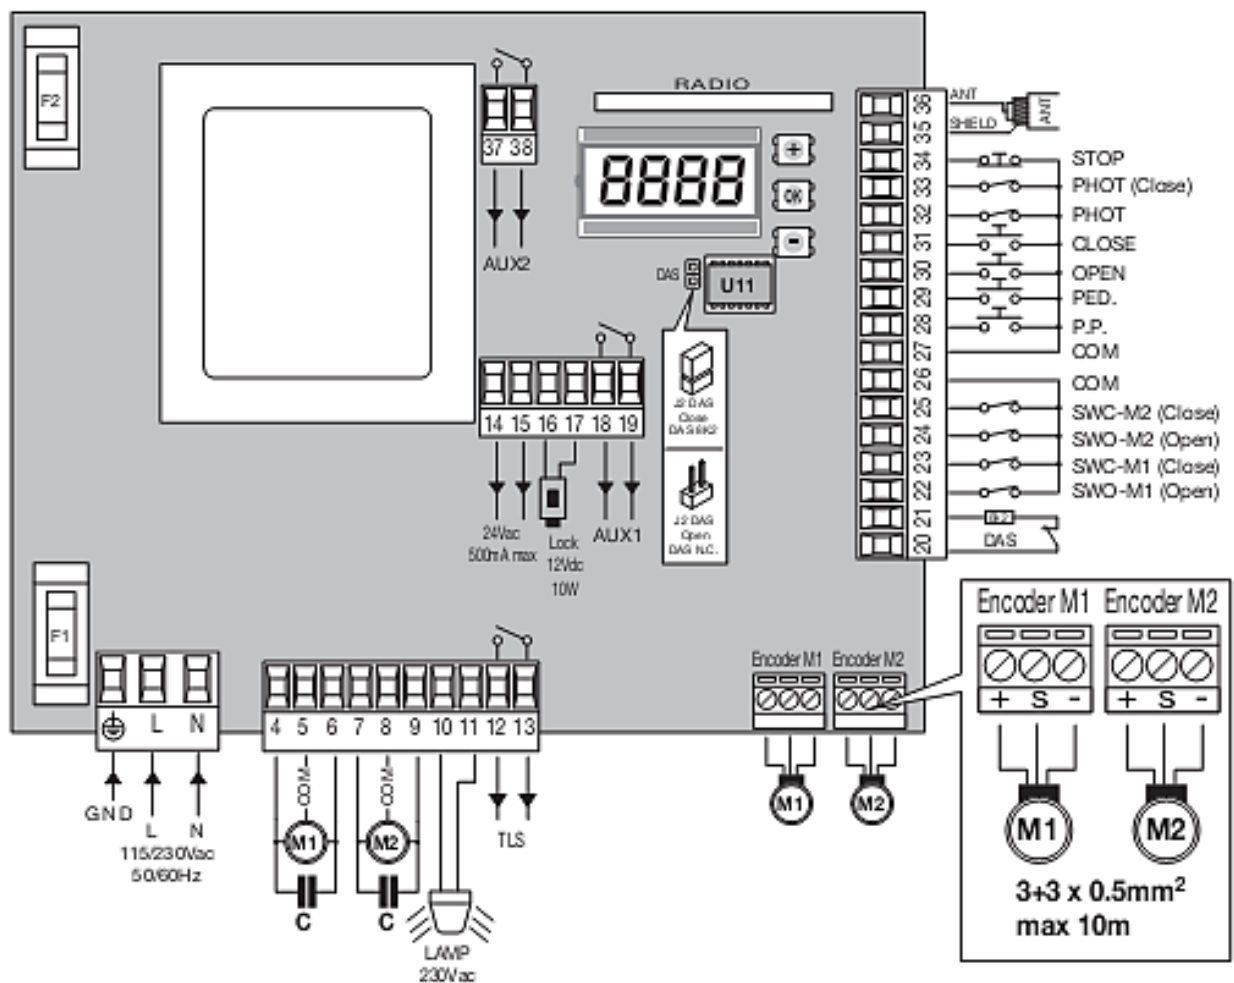 F2
RADIO
8888
+
OK
-
37 38
AUX2
DAS
U11
J2 DAS
Close
DAS 8K2
J2 DAS
Open
DAS N.C.
14 15 16 17 18 19
24Vac
500mA max
Lock
12Vdc
10W
AUX1
36 ANT
ANT
35 SHIELD
34 STOP
33 PHOT (Close)
32 PHOT
31 CLOSE
30 OPEN
29 PED.
28 P.P.
27 COM
26 COM
25 SWC-M2 (Close)
24 SWO-M2 (Open)
23 SWC-M1 (Close)
22 SWO-M1 (Open)
21 8K2
20 DAS
F1
L N
GND
L N
115/230Vac
50/60Hz
4 5 6 7 8 9 10 11 12 13
COM COM
M1 M2
C C
LAMP
230Vac
TLS
Encoder M1 Encoder M2
M1 M2
Encoder M1 Encoder M2
+ S - + S -
M1 M2
3+3 x 0.5mm²
max 10m